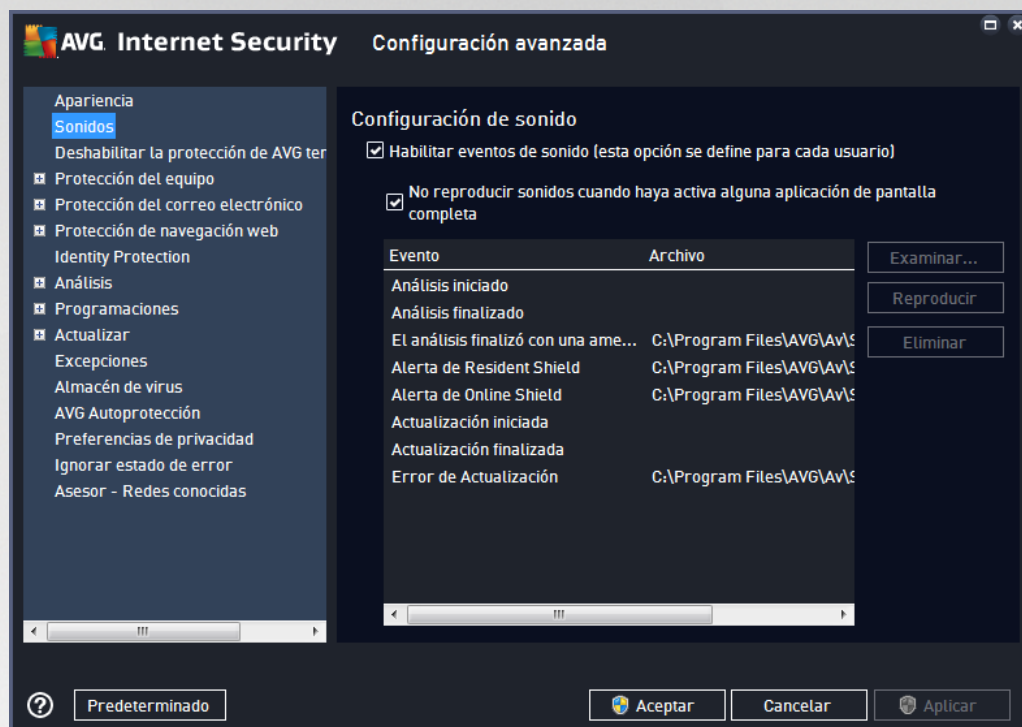 AVG. Internet Security Configuración avanzada
Apariencia
Sonidos
Deshabilitar la protección de AVG ter
Protección del equipo
Protección del correo electrónico
Protección de navegación web
Identity Protection
Análisis
Programaciones
Actualizar
Excepciones
Almacén de virus
AVG Autoprotección
Preferencias de privacidad
Ignorar estado de error
Asesor - Redes conocidas
Configuración de sonido
Habilitar eventos de sonido (esta opción se define para cada usuario)
No reproducir sonidos cuando haya activa alguna aplicación de pantalla
completa
Evento Archivo
Análisis iniciado
Análisis finalizado
El análisis finalizó con una ame... C:\Program Files\AVG\Av\S
Alerta de Resident Shield C:\Program Files\AVG\Av\S
Alerta de Online Shield C:\Program Files\AVG\Av\S
Actualización iniciada
Actualización finalizada
Error de Actualización C:\Program Files\AVG\Av\S
Examinar...
Reproducir
Eliminar
Predeterminado
Aceptar
Cancelar
Aplicar